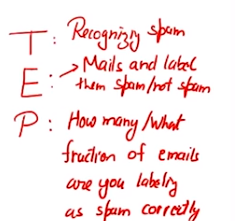 T : Recognizing spam
E : → Mails and label
them spam/not spam
P : How many/what
fraction of emails
are you labelig
as spam correctly